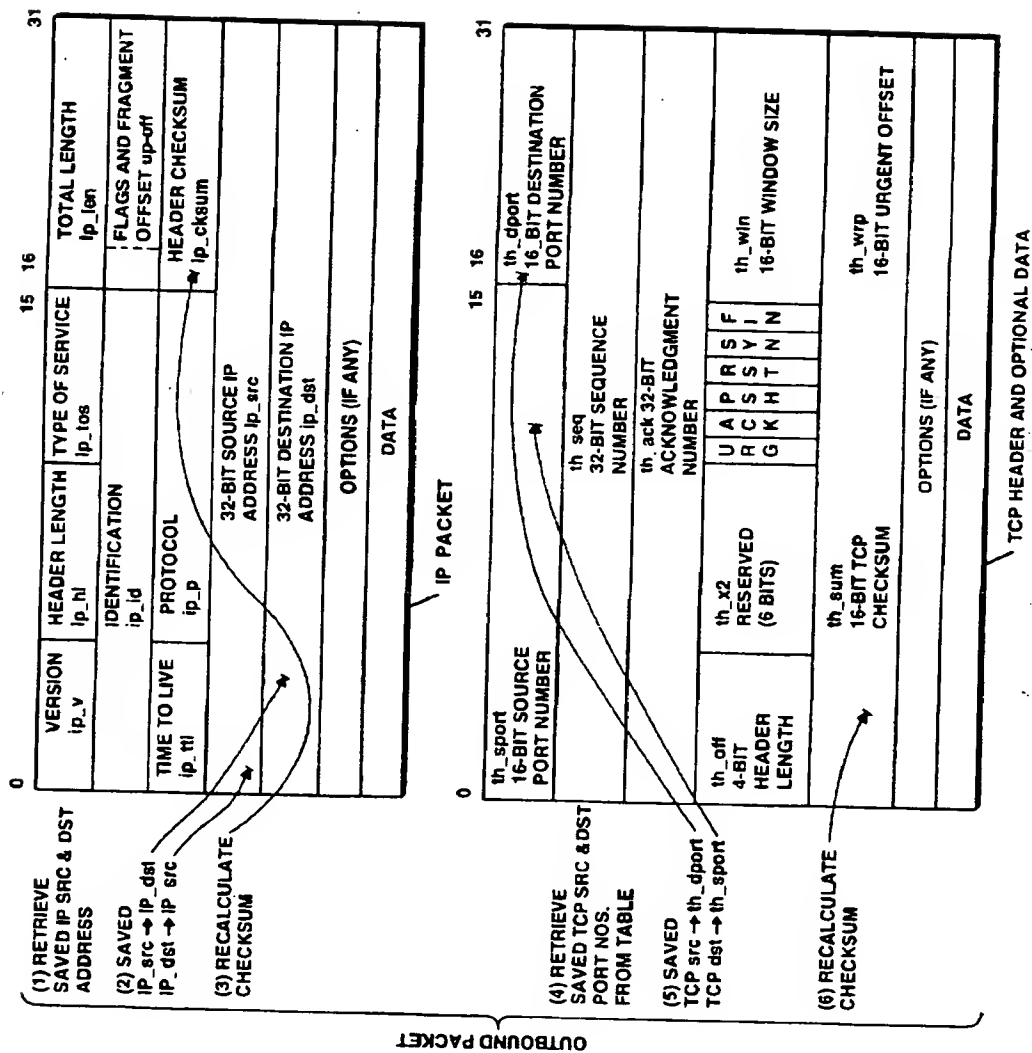 OUTBOUND PACKET
(1) RETRIEVE
SAVED IP SRC & DST
ADDRESS
(2) SAVED
IP_src → IP_dst
IP_dst → IP src
(3) RECALCULATE
CHECKSUM
0
15
16
31
VERSION
ip_v
HEADER LENGTH
ip_hl
TYPE OF SERVICE
ip_tos
TOTAL LENGTH
ip_len
IDENTIFICATION
ip_id
FLAGS AND FRAGMENT
OFFSET up-off
TIME TO LIVE
ip_ttl
PROTOCOL
ip_p
HEADER CHECKSUM
ip_cksum
32-BIT SOURCE IP
ADDRESS ip_src
32-BIT DESTINATION IP
ADDRESS ip_dst
OPTIONS (IF ANY)
DATA
IP PACKET
(4) RETRIEVE
SAVED TCP SRC & DST
PORT NOS.
FROM TABLE
(5) SAVED
TCP src → th_dport
TCP dst → th_sport
(6) RECALCULATE
CHECKSUM
0
15
16
31
th_sport
16-BIT SOURCE
PORT NUMBER
th_dport
16_BIT DESTINATION
PORT NUMBER
th_seq
32-BIT SEQUENCE
NUMBER
th_ack 32-BIT
ACKNOWLEDGMENT
NUMBER
th_off
4-BIT
HEADER
LENGTH
th_x2
RESERVED
(6 BITS)
U A P R S F
R C S S Y I
G K H T N N
th_win
16-BIT WINDOW SIZE
th_sum
16-BIT TCP
CHECKSUM
th_wrp
16-BIT URGENT OFFSET
OPTIONS (IF ANY)
DATA
TCP HEADER AND OPTIONAL DATA